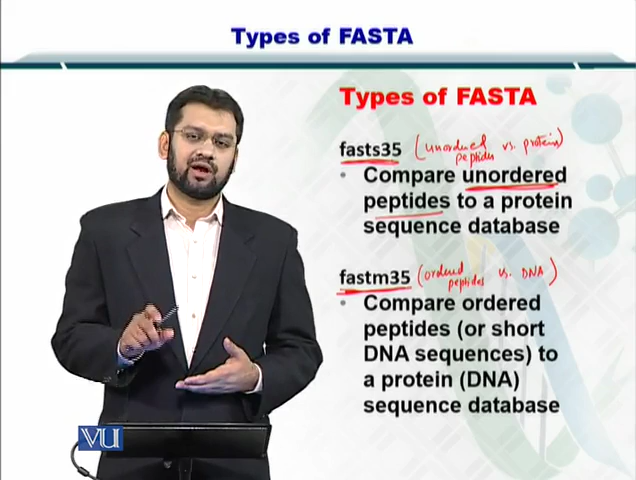 Types of FASTA
Types of FASTA
fasts35 (unordered peptides vs. proteins)
• Compare unordered
peptides to a protein
sequence database
fastm35 (ordered peptides vs. DNA)
• Compare ordered
peptides (or short
DNA sequences) to
a protein (DNA)
sequence database
VU